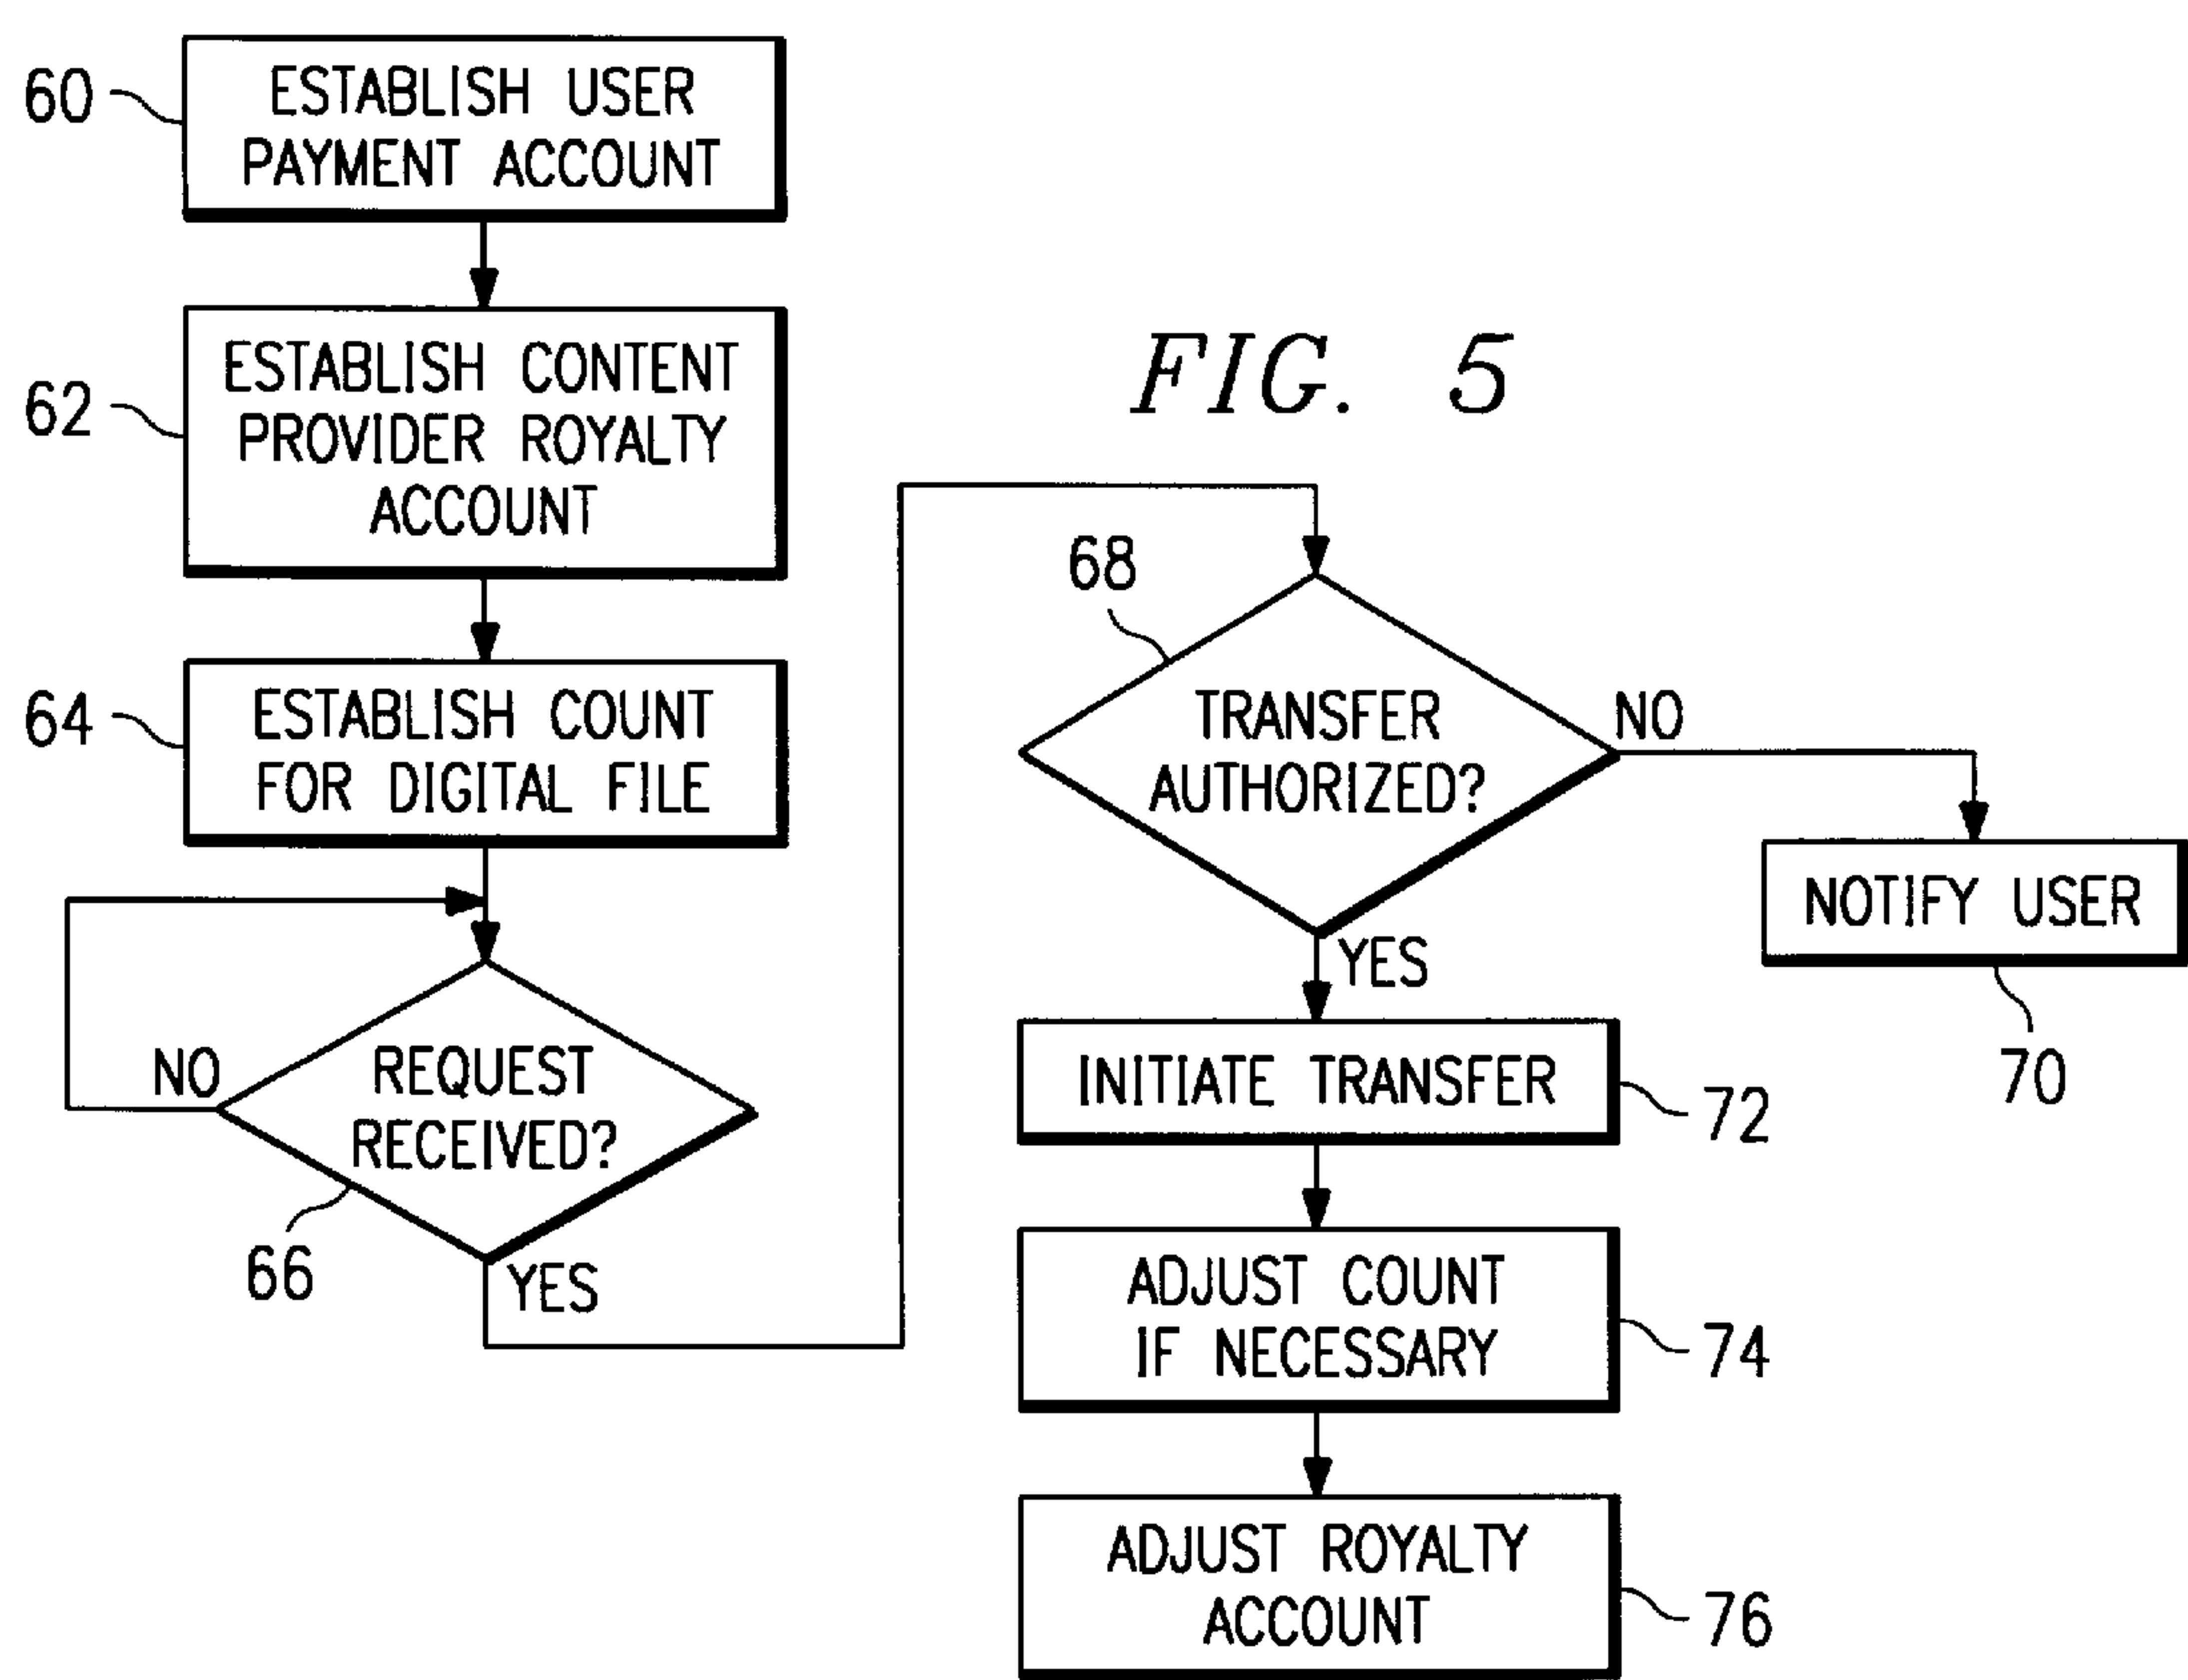 60
ESTABLISH USER
PAYMENT ACCOUNT
62
ESTABLISH CONTENT
PROVIDER ROYALTY
ACCOUNT
64
ESTABLISH COUNT
FOR DIGITAL FILE
NO
REQUEST
RECEIVED?
66
YES
FIG. 5
68
TRANSFER
AUTHORIZED?
NO
NOTIFY USER
70
YES
INITIATE TRANSFER
72
ADJUST COUNT
IF NECESSARY
74
ADJUST ROYALTY
ACCOUNT
76